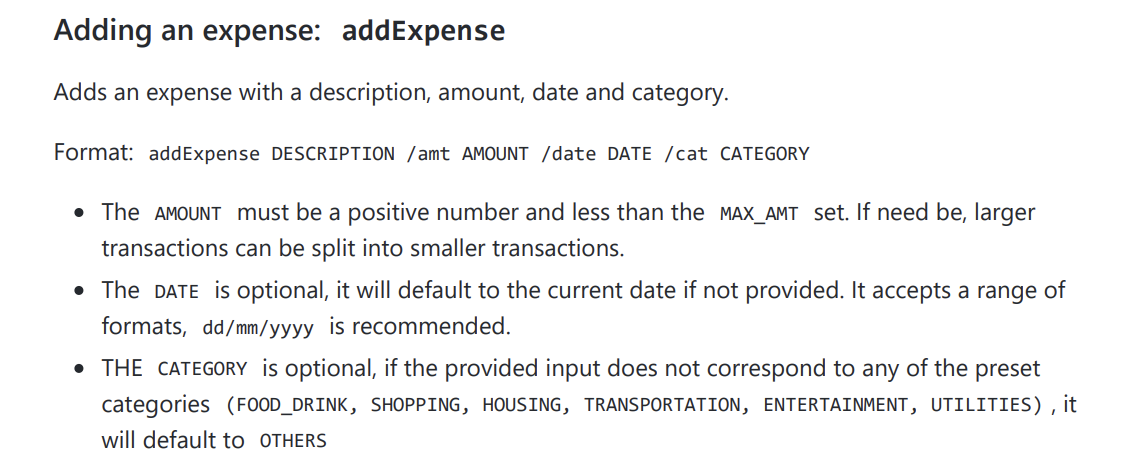 Adding an expense: addExpense
Adds an expense with a description, amount, date and category.
Format: addExpense DESCRIPTION /amt AMOUNT /date DATE /cat CATEGORY
• The AMOUNT must be a positive number and less than the MAX_AMT set. If need be, larger
transactions can be split into smaller transactions.
• The DATE is optional, it will default to the current date if not provided. It accepts a range of
formats, dd/mm/yyyy is recommended.
• THE CATEGORY is optional, if the provided input does not correspond to any of the preset
categories (FOOD_DRINK, SHOPPING, HOUSING, TRANSPORTATION, ENTERTAINMENT, UTILITIES) , it
will default to OTHERS